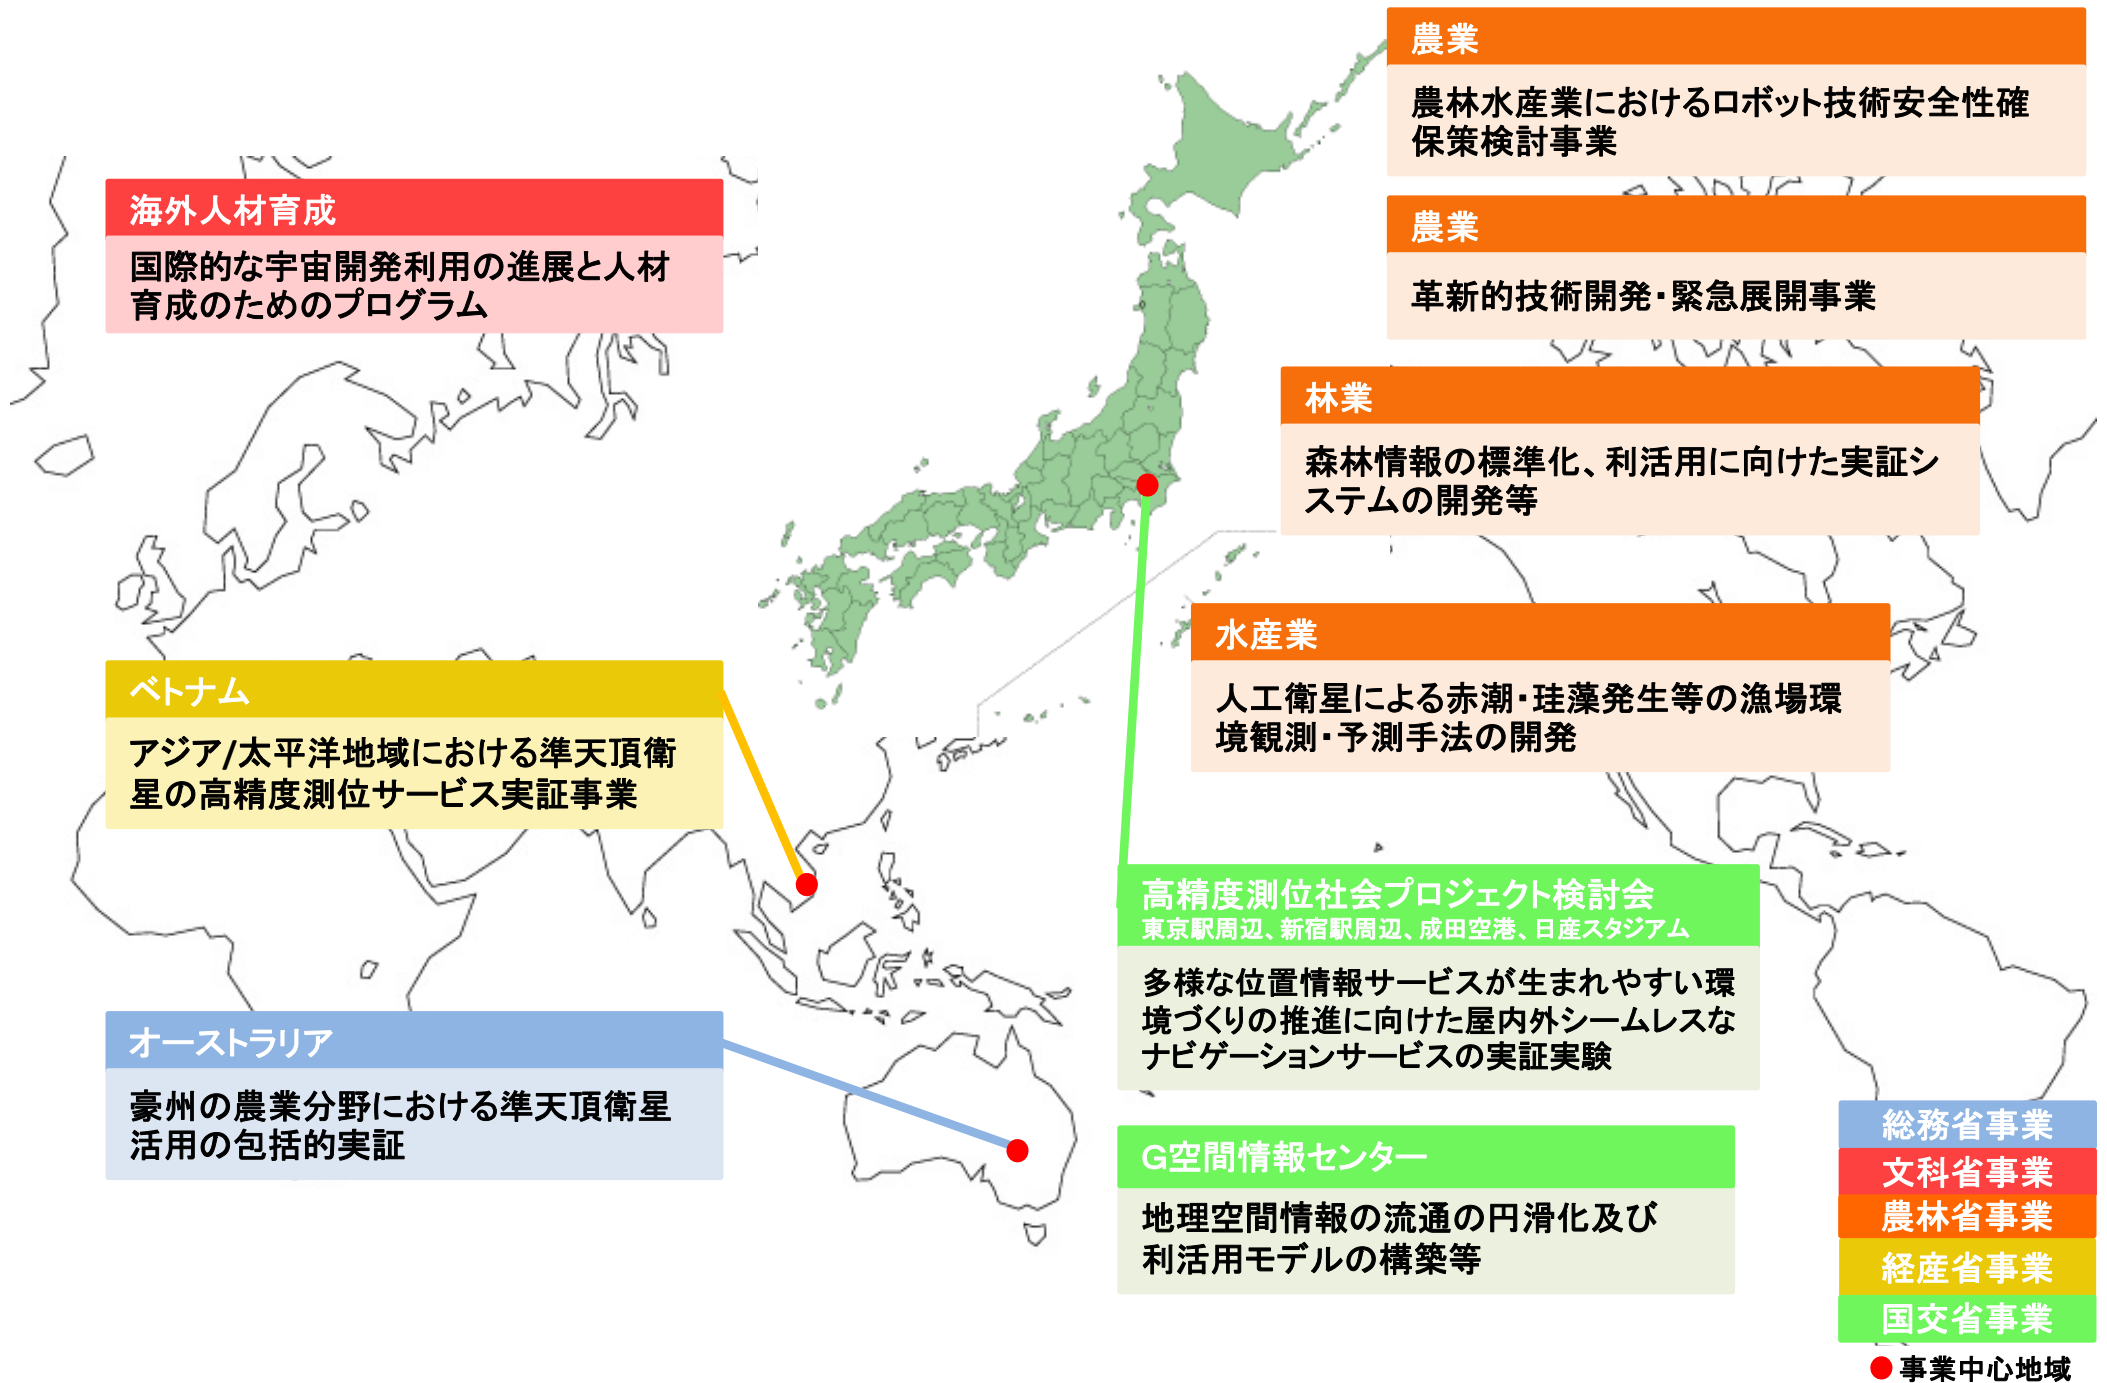 農業
農林水産業におけるロボット技術安全性確
保策検討事業
海外人材育成
国際的な宇宙開発利用の進展と人材
育成のためのプログラム
農業
革新的技術開発・緊急展開事業
林業
森林情報の標準化、利活用に向けた実証シ
ステムの開発等
水産業
人工衛星による赤潮・珪藻発生等の漁場環
境観測・予測手法の開発
ベトナム
アジア/太平洋地域における準天頂衛
星の高精度測位サービス実証事業
高精度測位社会プロジェクト検討会
東京駅周辺、新宿駅周辺、成田空港、日産スタジアム
多様な位置情報サービスが生まれやすい環
境づくりの推進に向けた屋内外シームレスな
ナビゲーションサービスの実証実験
オーストラリア
豪州の農業分野における準天頂衛星
活用の包括的実証
G空間情報センター
地理空間情報の流通の円滑化及び
利活用モデルの構築等
総務省事業
文科省事業
農林省事業
経産省事業
国交省事業
事業中心地域